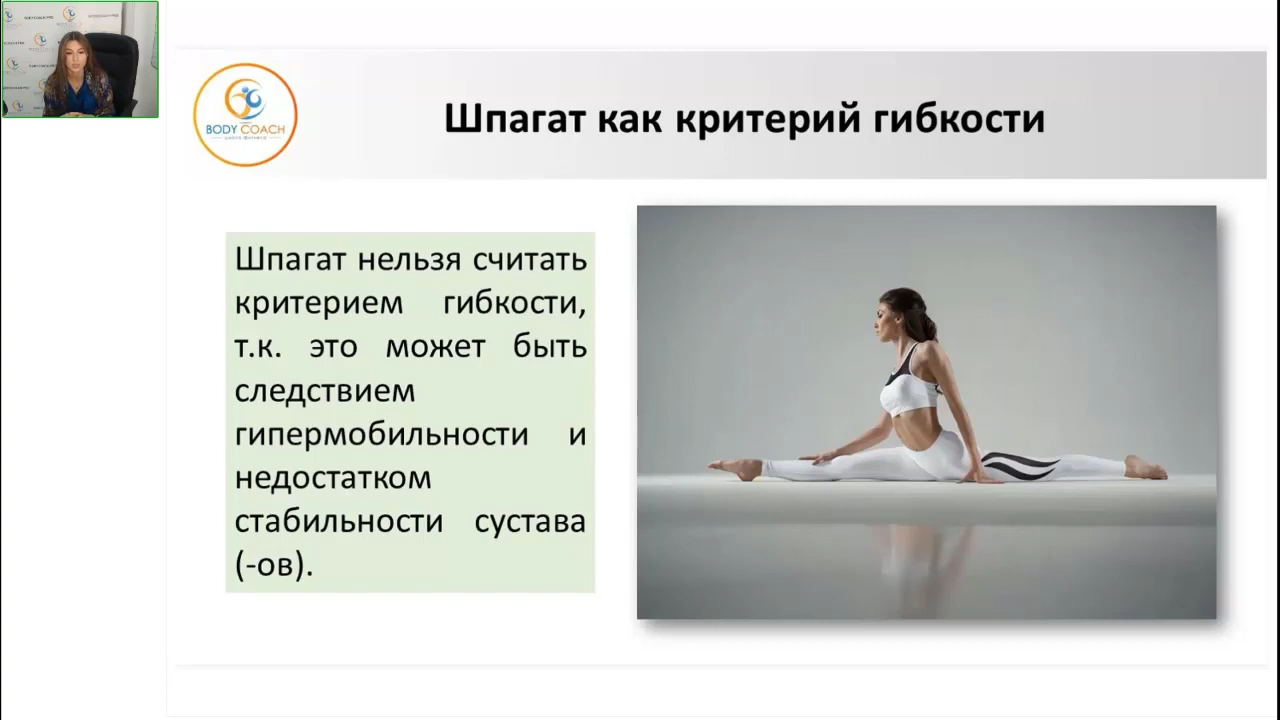 Шпагат как критерий гибкости
BODY COACH
Шпагат нельзя считать
критерием гибкости,
т.к. это может быть
следствием
гипермобильности и
недостатком
стабильности сустава
(-ов).